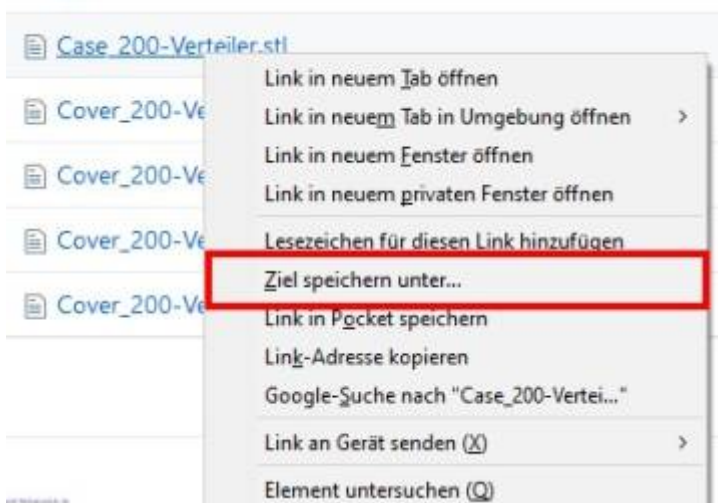 Case_200-Verteiler.stl
Link in neuem Tab öffnen
Cover_200-Ve
Link in neuem Tab in Umgebung öffnen
Link in neuem Fenster öffnen
Cover_200-Ve
Link in neuem privaten Fenster öffnen
Cover_200-Ve
Lesezeichen für diesen Link hinzufügen
Ziel speichern unter...
Cover_200-Ve
Link in Pocket speichern
Link-Adresse kopieren
Google-Suche nach "Case_200-Vertei..."
Link an Gerät senden (X)
Element untersuchen (Q)